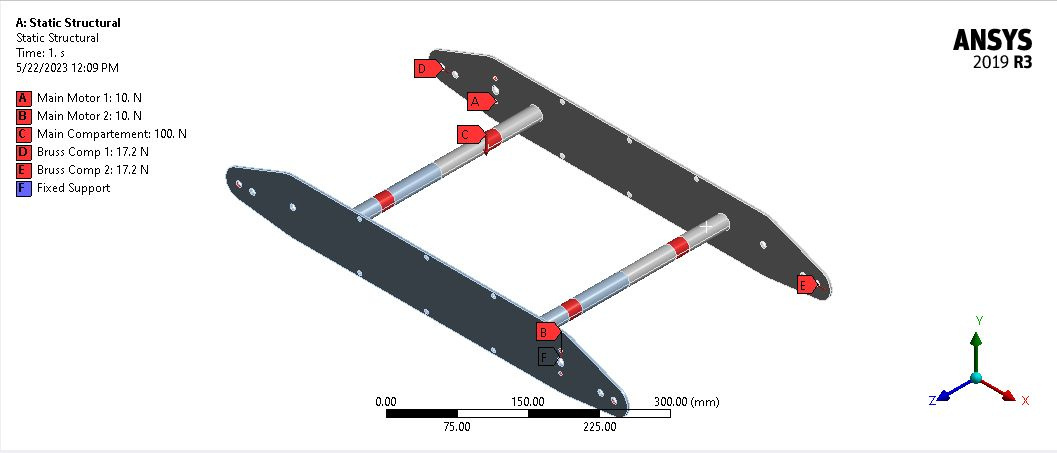 A: Static Structural
Static Structural
Time: 1. s
5/22/2023 12:09 PM
A Main Motor 1: 10. N
B Main Motor 2: 10. N
C Main Compartement: 100. N
D Bruss Comp 1: 17.2 N
E Bruss Comp 2: 17.2 N
F Fixed Support
ANSYS
2019 R3
D
A
C
E
B
F
0.00 150.00 300.00 (mm)
75.00 225.00
Y
Z X